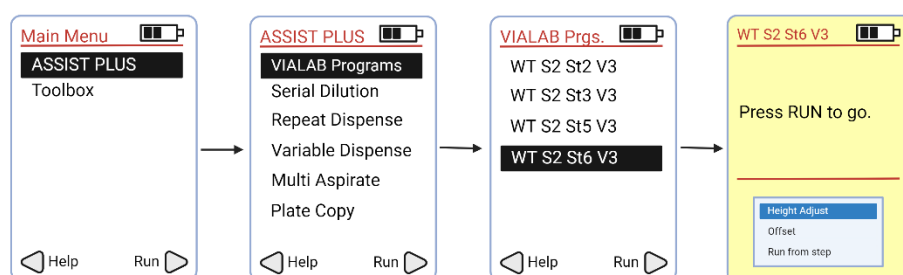 Main Menu
ASSIST PLUS
Toolbox
Help Run
ASSIST PLUS
VIALAB Programs
Serial Dilution
Repeat Dispense
Variable Dispense
Multi Aspirate
Plate Copy
Help Run
VIALAB Prgs.
WT S2 St2 V3
WT S2 St3 V3
WT S2 St5 V3
WT S2 St6 V3
Help Run
WT S2 St6 V3
Press RUN to go.
Height Adjust
Offset
Run from step